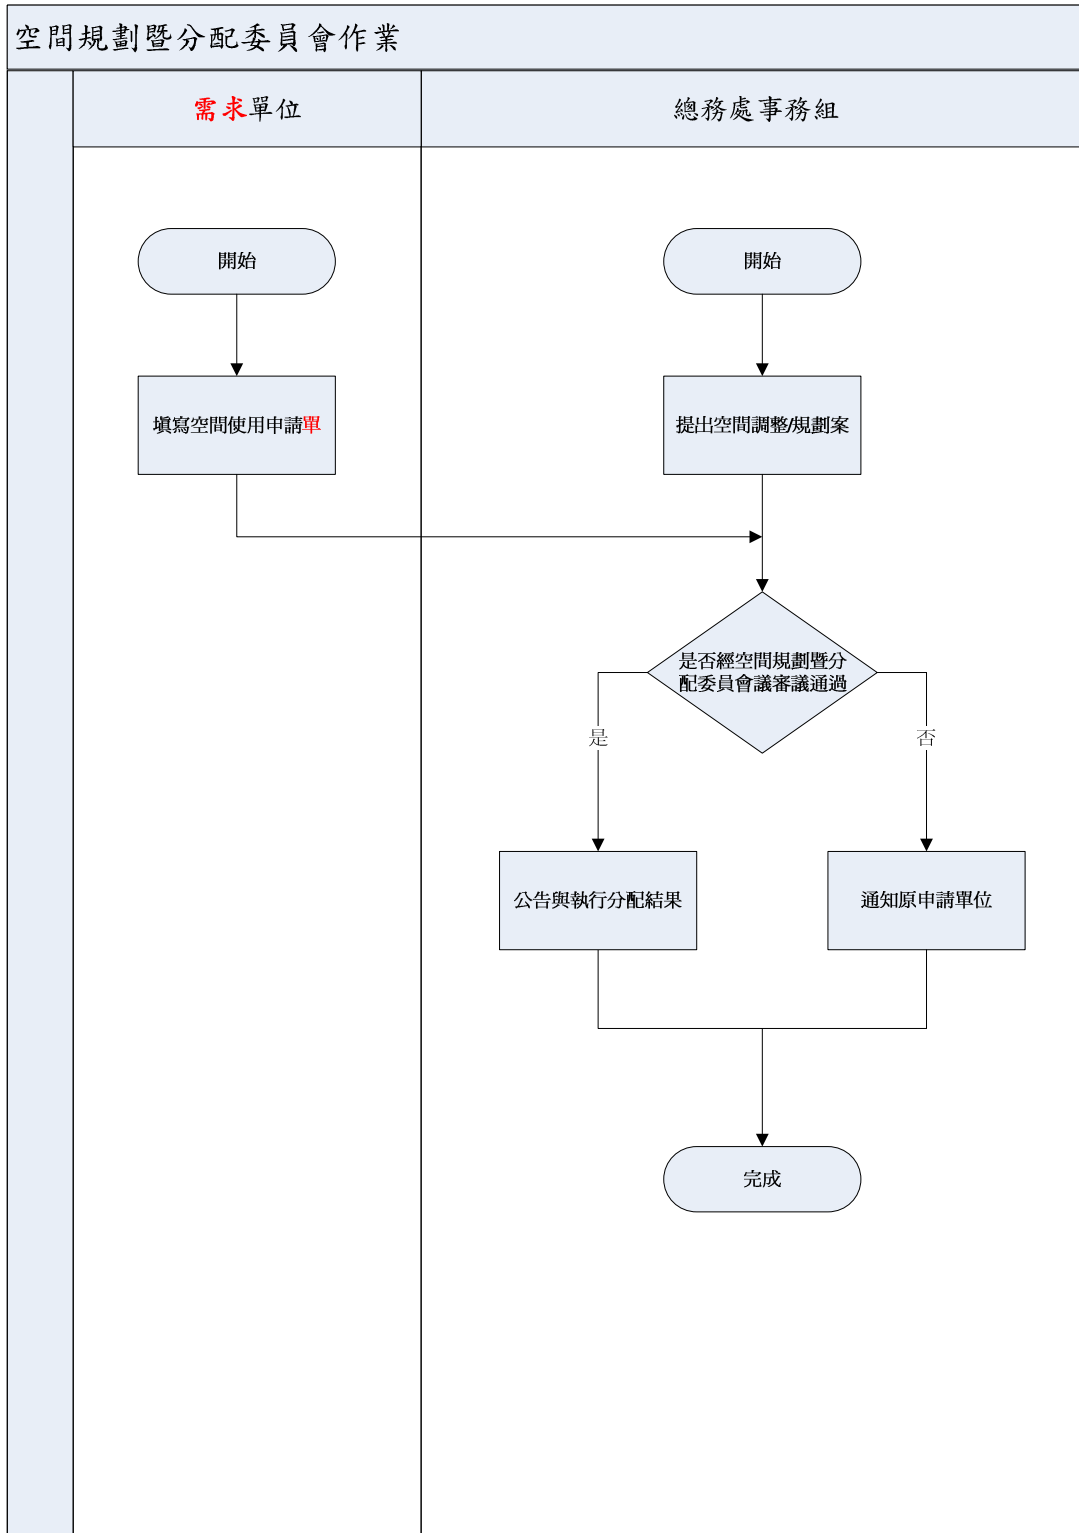 空間規劃暨分配委員會作業
需求單位
總務處事務組
開始
開始
填寫空間使用申請單
提出空間調整/規劃案
是否經空間規劃暨分
配委員會議審議通過
是
否
公告與執行分配結果
通知原申請單位
完成